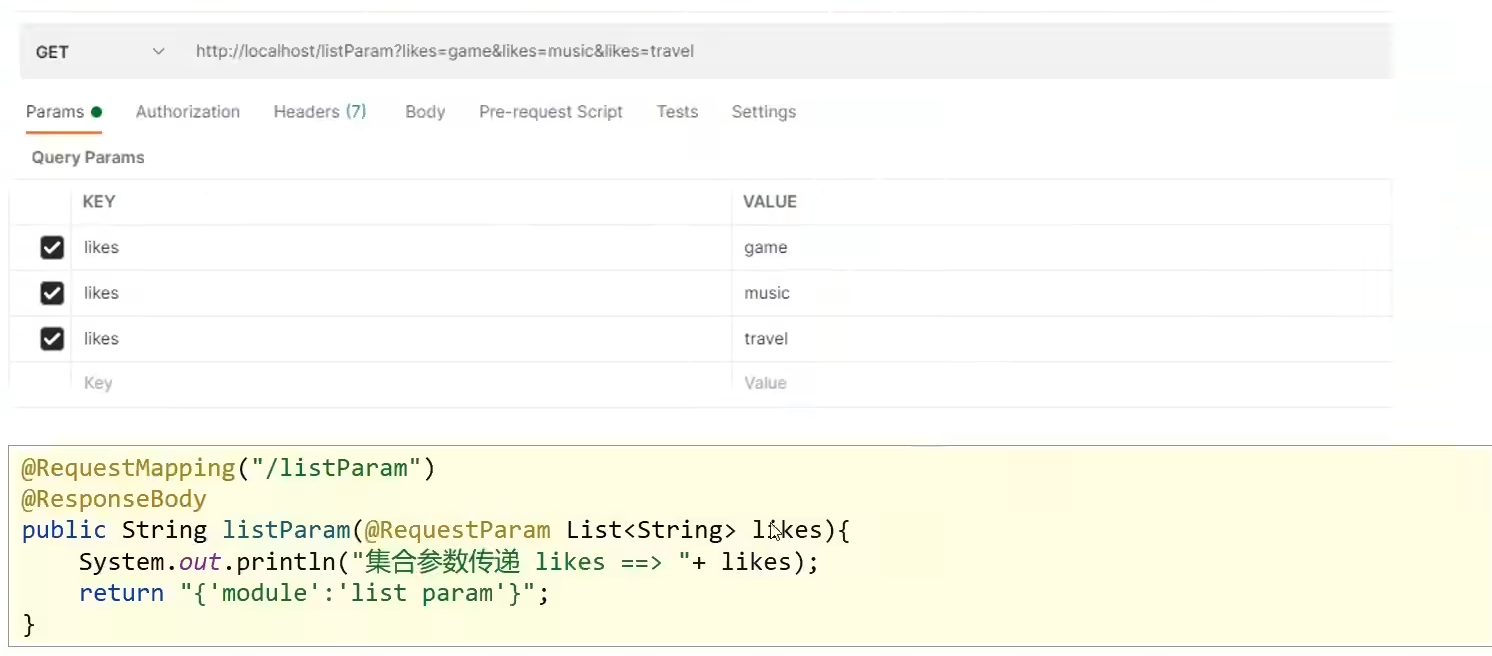 GET http://localhost/listParam?likes=game&likes=music&likes=travel
Params Authorization Headers (7) Body Pre-request Script Tests Settings
Query Params
KEY VALUE
likes game
likes music
likes travel
Key Value
@RequestMapping("/listParam")
@ResponseBody
public String listParam(@RequestParam List<String> likes){
    System.out.println("集合参数传递 likes ==> "+ likes);
    return "{'module':'list param'}";
}